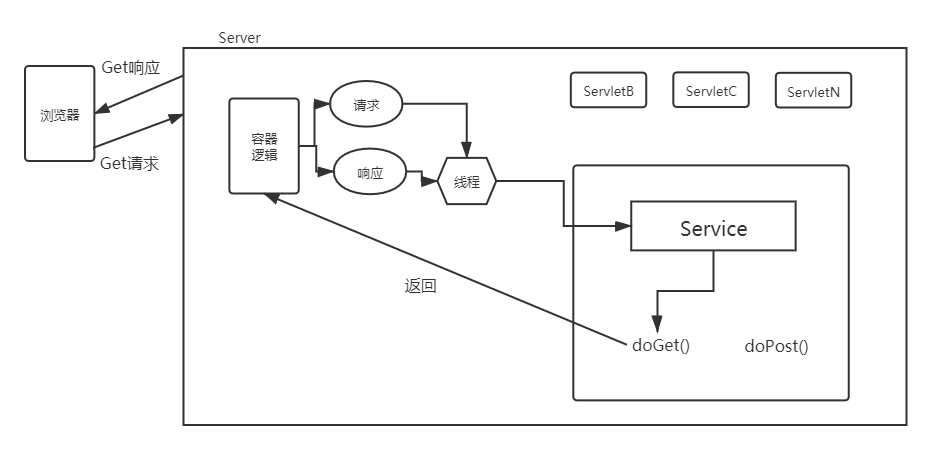 Server
Get响应
浏览器
Get请求
容器
逻辑
请求
响应
线程
ServletB
ServletC
ServletN
Service
返回
doGet()
doPost()